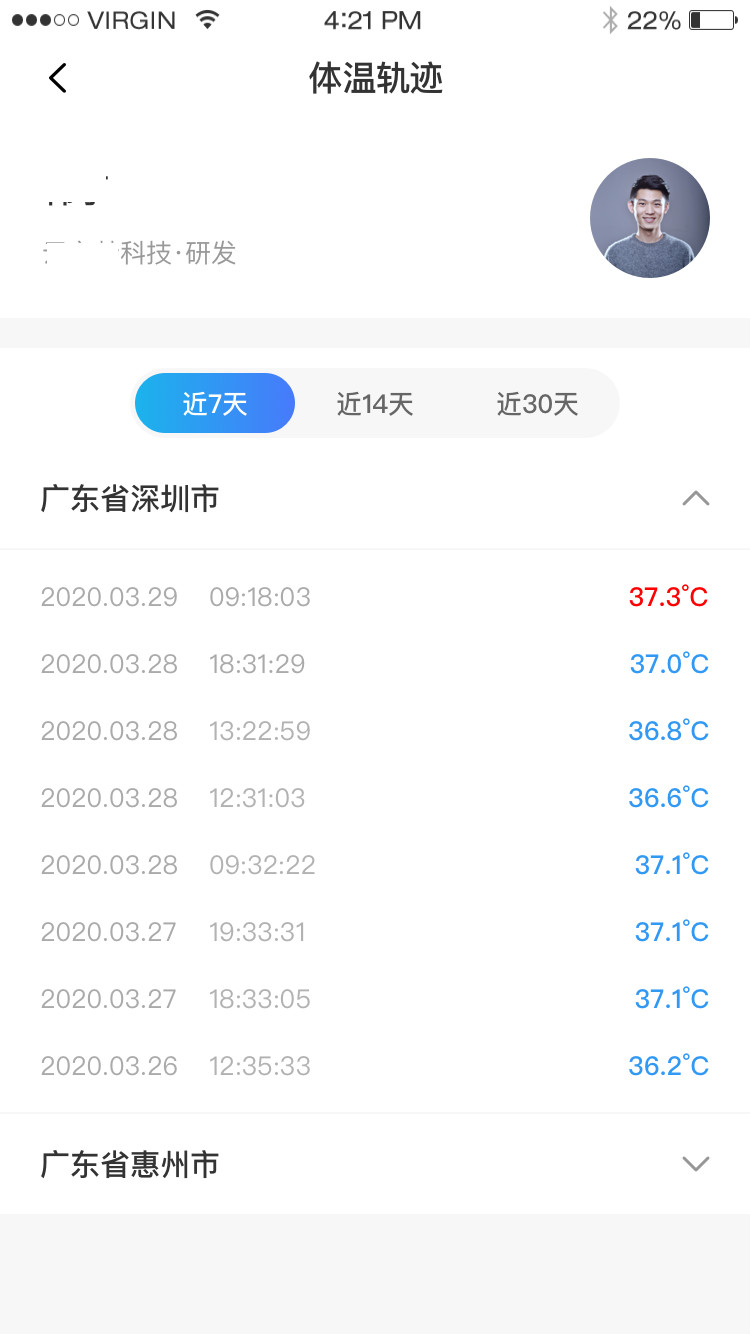 VIRGIN 4:21 PM 22%
体温轨迹
科技·研发
近7天 近14天 近30天
广东省深圳市
2020.03.29 09:18:03 37.3°C
2020.03.28 18:31:29 37.0°C
2020.03.28 13:22:59 36.8°C
2020.03.28 12:31:03 36.6°C
2020.03.28 09:32:22 37.1°C
2020.03.27 19:33:31 37.1°C
2020.03.27 18:33:05 37.1°C
2020.03.26 12:35:33 36.2°C
广东省惠州市